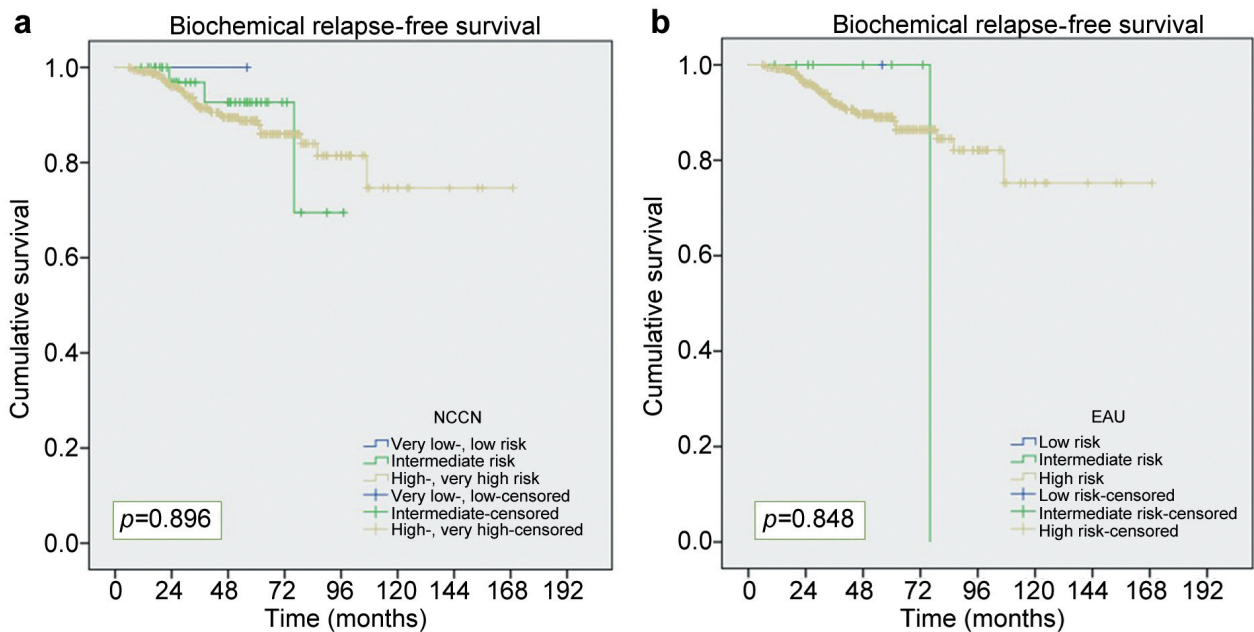 a
Biochemical relapse-free survival
1.0
0.8
0.6
0.4
0.2
0.0
Cumulative survival
NCCN
Very low-, low risk
Intermediate risk
High-, very high risk
Very low-, low-censored
Intermediate-censored
High-, very high-censored
p=0.896
0 24 48 72 96 120 144 168 192
Time (months)
b
Biochemical relapse-free survival
1.0
0.8
0.6
0.4
0.2
0.0
Cumulative survival
EAU
Low risk
Intermediate risk
High risk
Low risk-censored
Intermediate risk-censored
High risk-censored
p=0.848
0 24 48 72 96 120 144 168 192
Time (months)